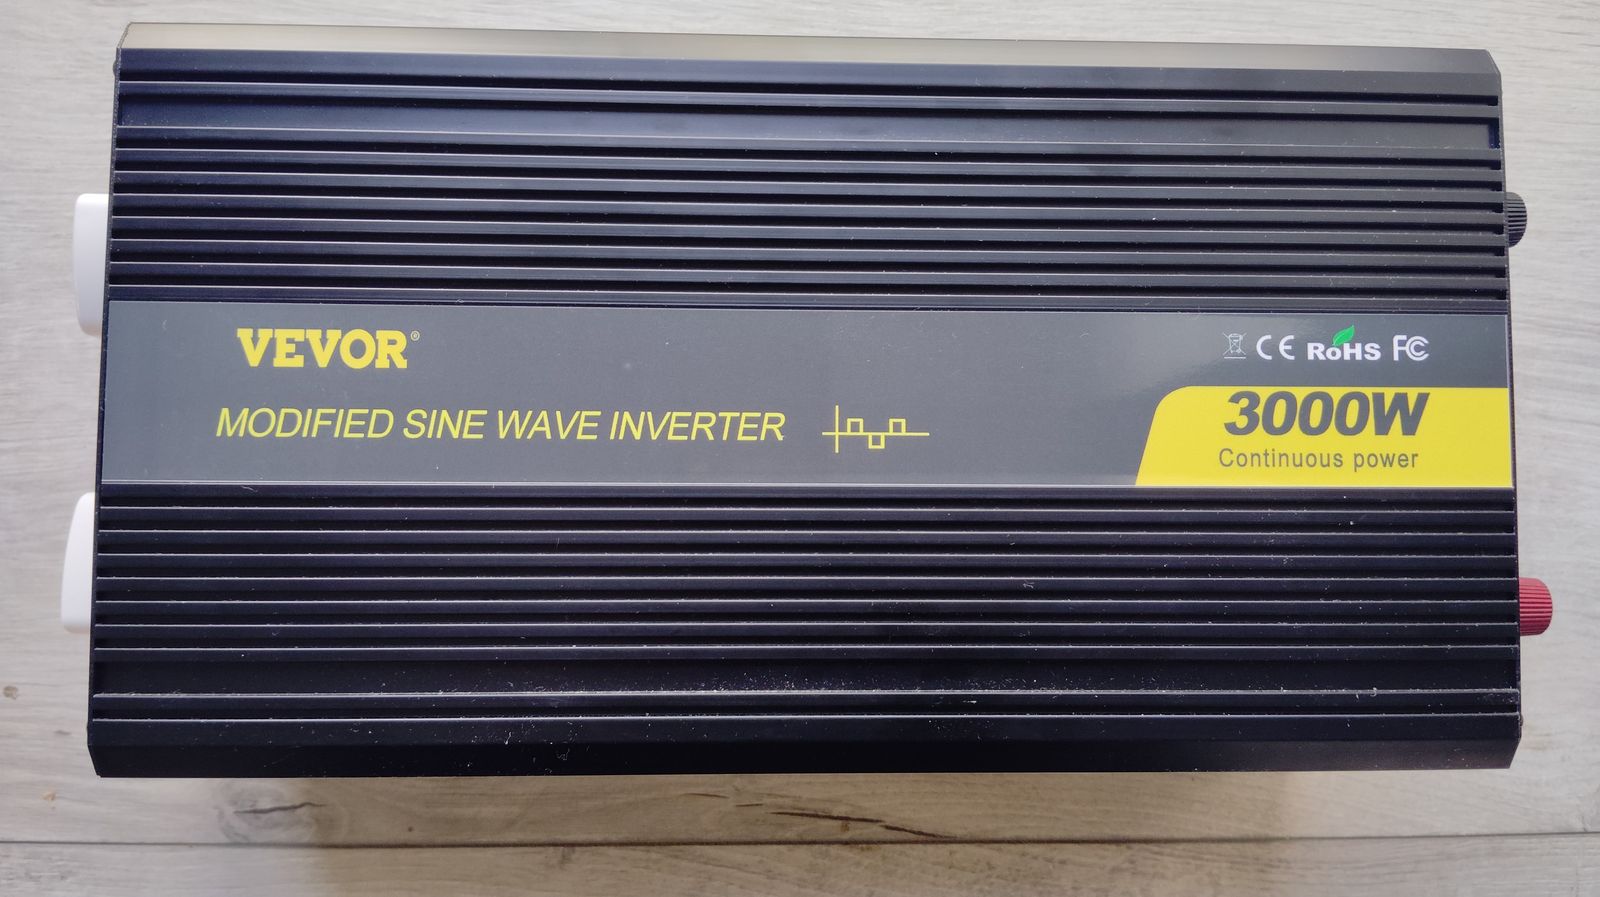 VEVOR®
MODIFIED SINE WAVE INVERTER
CE RoHS FC
3000W
Continuous power